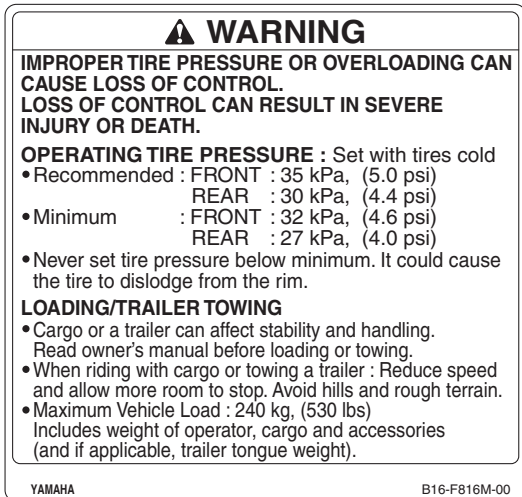 ⚠ WARNING
IMPROPER TIRE PRESSURE OR OVERLOADING CAN
CAUSE LOSS OF CONTROL.
LOSS OF CONTROL CAN RESULT IN SEVERE
INJURY OR DEATH.
OPERATING TIRE PRESSURE : Set with tires cold
• Recommended : FRONT : 35 kPa, (5.0 psi)
REAR : 30 kPa, (4.4 psi)
• Minimum : FRONT : 32 kPa, (4.6 psi)
REAR : 27 kPa, (4.0 psi)
• Never set tire pressure below minimum. It could cause
the tire to dislodge from the rim.
LOADING/TRAILER TOWING
• Cargo or a trailer can affect stability and handling.
Read owner's manual before loading or towing.
• When riding with cargo or towing a trailer : Reduce speed
and allow more room to stop. Avoid hills and rough terrain.
• Maximum Vehicle Load : 240 kg, (530 lbs)
Includes weight of operator, cargo and accessories
(and if applicable, trailer tongue weight).
YAMAHA B16-F816M-00